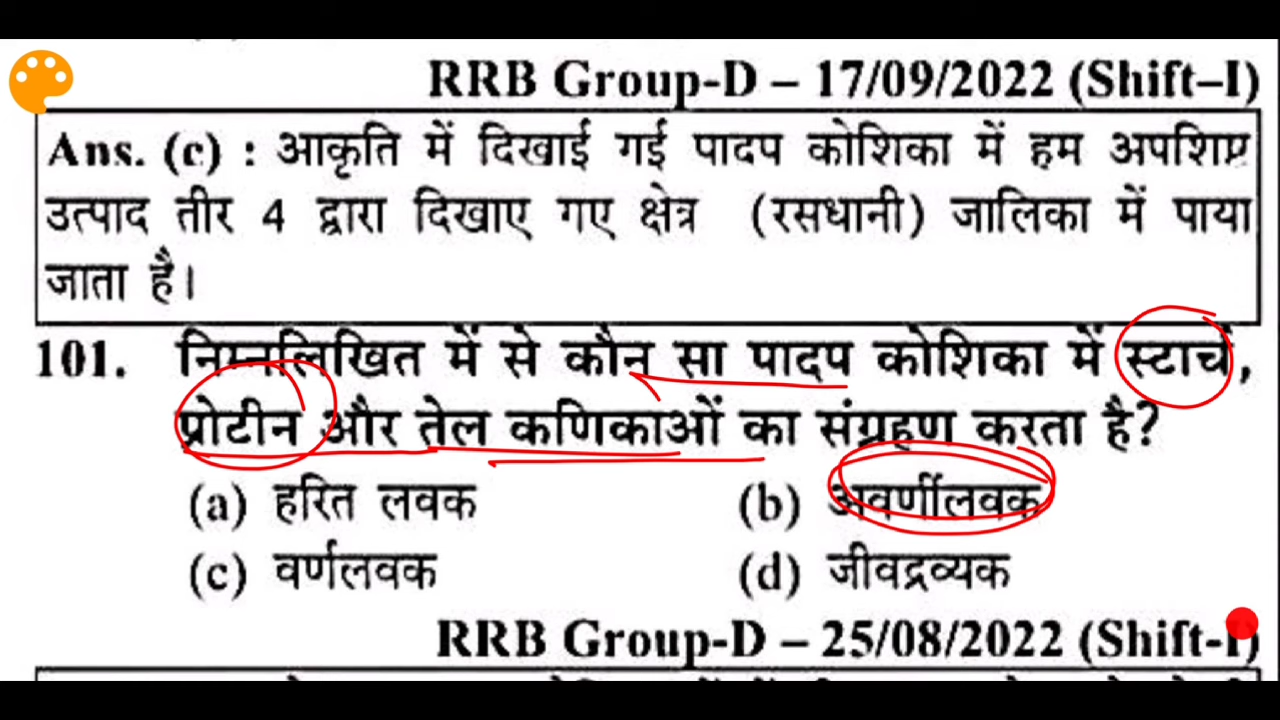 RRB Group-D – 17/09/2022 (Shift–I)
Ans. (c) : आकृति में दिखाई गई पादप कोशिका में हम अपशिष्ट
उत्पाद तीर 4 द्वारा दिखाए गए क्षेत्र (रसधानी) जालिका में पाया
जाता है।
101. निम्नलिखित में से कौन सा पादप कोशिका में स्टार्च,
प्रोटीन और तेल कणिकाओं का संग्रहण करता है?
(a) हरित लवक (b) अवर्णीलवक
(c) वर्णलवक (d) जीवद्रव्यक
RRB Group-D – 25/08/2022 (Shift-I)